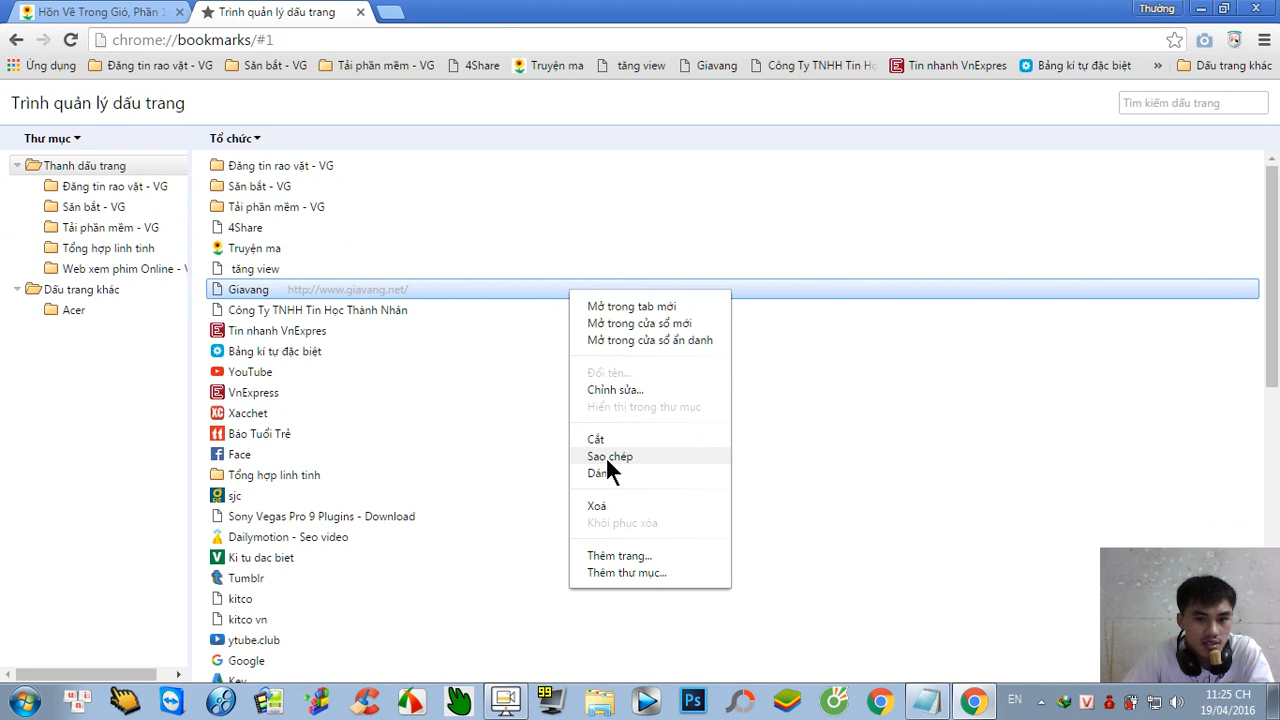 Hồn Về Trong Gió, Phần 1
Trình quản lý dấu trang
Thường
chrome://bookmarks/#1
Ứng dụng
Đăng tin rao vặt - VG
Săn bắt - VG
Tải phần mềm - VG
4Share
Truyện ma
tăng view
Giavang
Công Ty TNHH Tin Họ
Tin nhanh VnExpres
Bảng kí tự đặc biệt
»
Dấu trang khác
Trình quản lý dấu trang
Tìm kiếm dấu trang
Thư mục
Tổ chức
Thanh dấu trang
Đăng tin rao vặt - VG
Săn bắt - VG
Tải phần mềm - VG
Tổng hợp linh tinh
Web xem phim Online - V
Dấu trang khác
Acer
Đăng tin rao vặt - VG
Săn bắt - VG
Tải phần mềm - VG
4Share
Truyện ma
tăng view
Giavang http://www.giavang.net/
Công Ty TNHH Tin Học Thành Nhân
Tin nhanh VnExpres
Bảng kí tự đặc biệt
YouTube
VnExpress
Xacchet
Báo Tuổi Trẻ
Face
Tổng hợp linh tinh
sjc
Sony Vegas Pro 9 Plugins - Download
Dailymotion - Seo video
Ki tu dac biet
Tumblr
kitco
kitco vn
ytube.club
Google
Key
Mở trong tab mới
Mở trong cửa sổ mới
Mở trong cửa sổ ẩn danh
Đổi tên...
Chỉnh sửa...
Hiển thị trong thư mục
Cắt
Sao chép
Dán
Xoá
Khôi phục xóa
Thêm trang...
Thêm thư mục...
99
Ps
EN
V
11:25 CH
19/04/2016